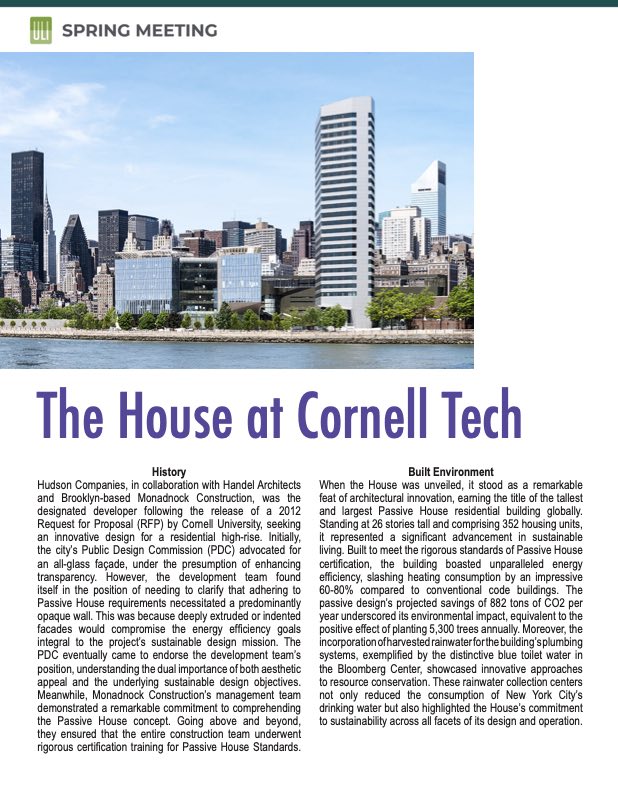 ULI SPRING MEETING
The House at Cornell Tech
History
Hudson Companies, in collaboration with Handel Architects
and Brooklyn-based Monadnock Construction, was the
designated developer following the release of a 2012
Request for Proposal (RFP) by Cornell University, seeking
an innovative design for a residential high-rise. Initially,
the city's Public Design Commission (PDC) advocated for
an all-glass façade, under the presumption of enhancing
transparency. However, the development team found
itself in the position of needing to clarify that adhering to
Passive House requirements necessitated a predominantly
opaque wall. This was because deeply extruded or indented
facades would compromise the energy efficiency goals
integral to the project's sustainable design mission. The
PDC eventually came to endorse the development team's
position, understanding the dual importance of both aesthetic
appeal and the underlying sustainable design objectives.
Meanwhile, Monadnock Construction's management team
demonstrated a remarkable commitment to comprehending
the Passive House concept. Going above and beyond,
they ensured that the entire construction team underwent
rigorous certification training for Passive House Standards.
Built Environment
When the House was unveiled, it stood as a remarkable
feat of architectural innovation, earning the title of the tallest
and largest Passive House residential building globally.
Standing at 26 stories tall and comprising 352 housing units,
it represented a significant advancement in sustainable
living. Built to meet the rigorous standards of Passive House
certification, the building boasted unparalleled energy
efficiency, slashing heating consumption by an impressive
60-80% compared to conventional code buildings. The
passive design's projected savings of 882 tons of CO2 per
year underscored its environmental impact, equivalent to the
positive effect of planting 5,300 trees annually. Moreover, the
incorporation of harvested rainwater for the building's plumbing
systems, exemplified by the distinctive blue toilet water in
the Bloomberg Center, showcased innovative approaches
to resource conservation. These rainwater collection centers
not only reduced the consumption of New York City's
drinking water but also highlighted the House's commitment
to sustainability across all facets of its design and operation.